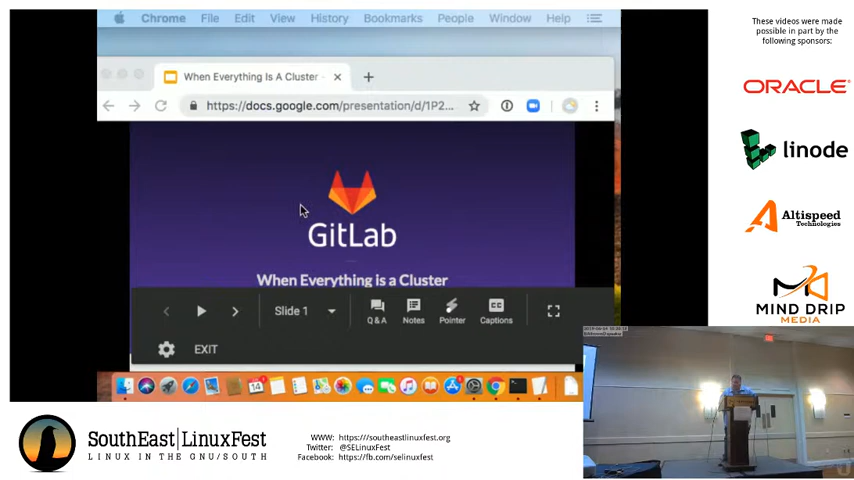 Chrome File Edit View History Bookmarks People Window Help
When Everything Is A Cluster -
https://docs.google.com/presentation/d/1P2...
GitLab
When Everything is a Cluster
Slide 1
Q & A Notes Pointer Captions
EXIT
14
These videos were made
possible in part by the
following sponsors:
ORACLE
linode
Altispeed
Technologies
MIND DRIP
MEDIA
SouthEast|LinuxFest
LINUX IN THE GNU/SOUTH
WWW: https:///southeastlinuxfest.org
Twitter: @SELinuxFest
Facebook: https://fb.com/selinuxfest